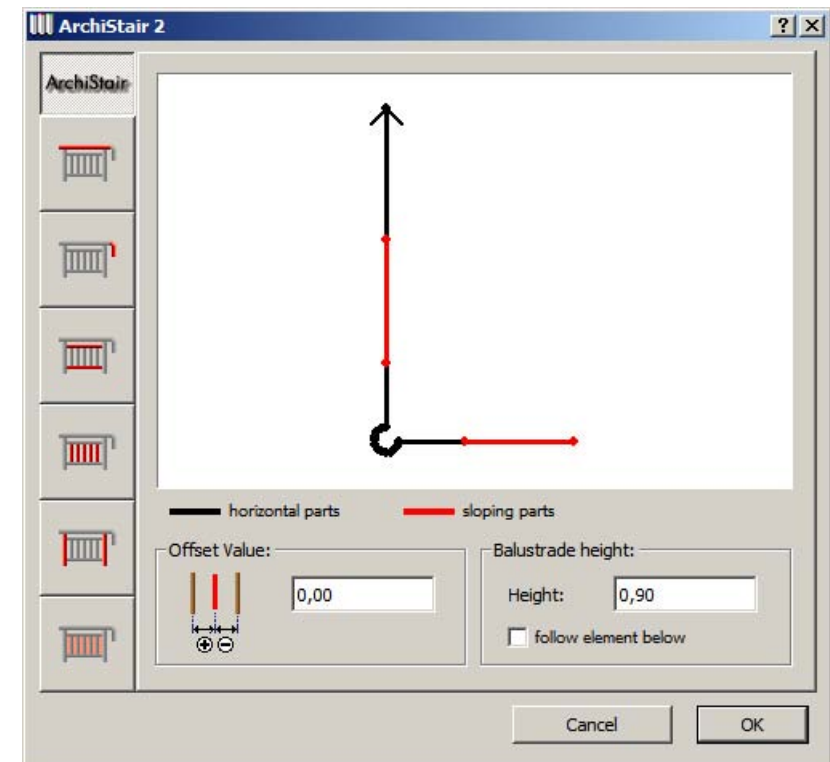 ArchiStair 2
ArchiStair
horizontal parts
sloping parts
Offset Value:
0,00
Balustrade height:
Height:
0,90
follow element below
Cancel
OK